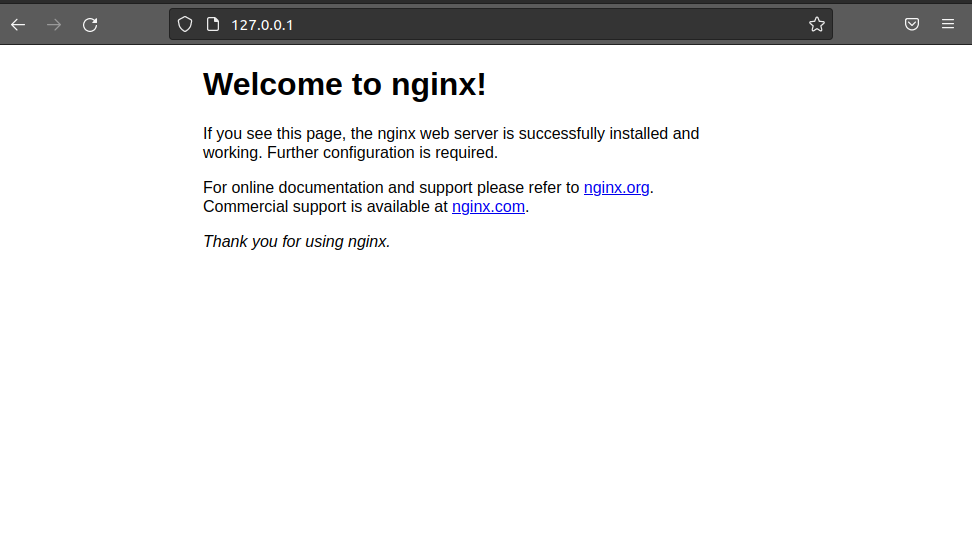 127.0.0.1
Welcome to nginx!
If you see this page, the nginx web server is successfully installed and
working. Further configuration is required.
For online documentation and support please refer to nginx.org.
Commercial support is available at nginx.com.
Thank you for using nginx.